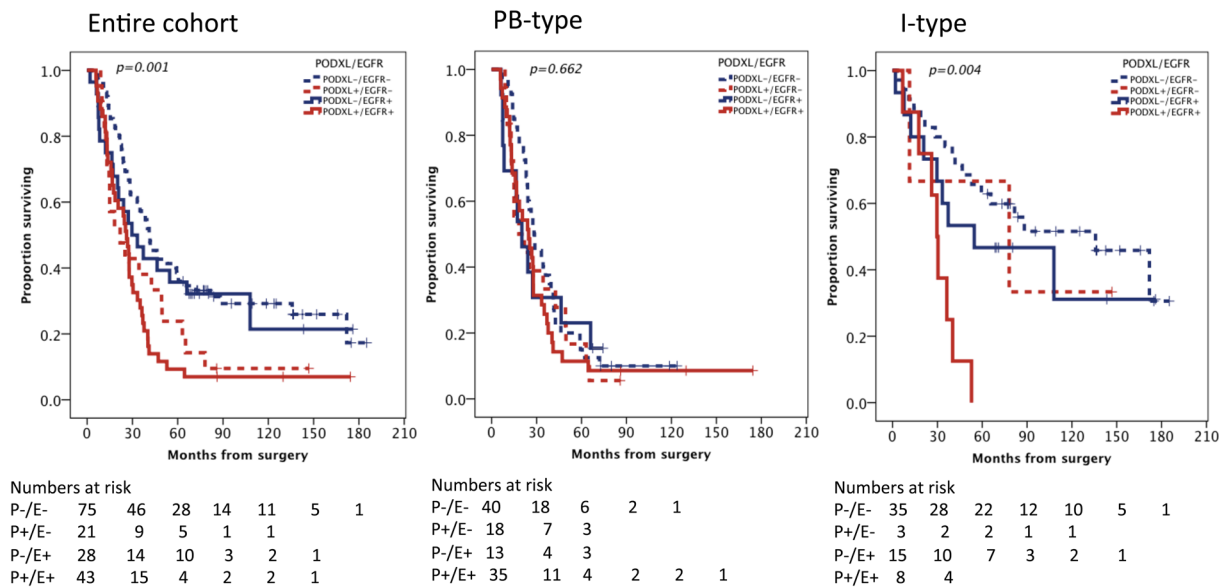 Entire cohort
PB-type
I-type
p=0.001
PODXL/EGFR
PODXL-/EGFR-
PODXL+/EGFR-
PODXL-/EGFR+
PODXL+/EGFR+
1.0
0.8
0.6
0.4
0.2
0.0
Proportion surviving
0 30 60 90 120 150 180 210
Months from surgery
p=0.662
PODXL/EGFR
PODXL-/EGFR-
PODXL+/EGFR-
PODXL-/EGFR+
PODXL+/EGFR+
1.0
0.8
0.6
0.4
0.2
0.0
Proportion surviving
0 30 60 90 120 150 180 210
Months from surgery
p=0.004
PODXL/EGFR
PODXL-/EGFR-
PODXL+/EGFR-
PODXL-/EGFR+
PODXL+/EGFR+
1.0
0.8
0.6
0.4
0.2
0.0
Proportion surviving
0 30 60 90 120 150 180 210
Months from surgery
Numbers at risk
P-/E- 75 46 28 14 11 5 1
P+/E- 21 9 5 1 1
P-/E+ 28 14 10 3 2 1
P+/E+ 43 15 4 2 2 1
Numbers at risk
P-/E- 40 18 6 2 1
P+/E- 18 7 3
P-/E+ 13 4 3
P+/E+ 35 11 4 2 2 1
Numbers at risk
P-/E- 35 28 22 12 10 5 1
P+/E- 3 2 2 1 1
P-/E+ 15 10 7 3 2 1
P+/E+ 8 4